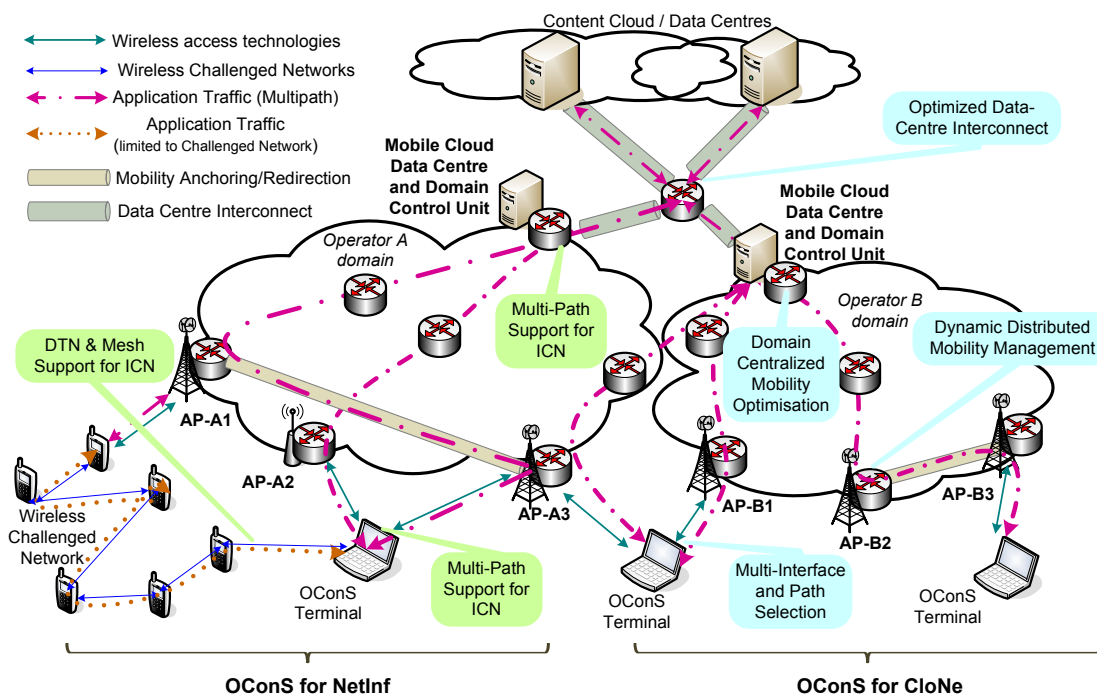 Content Cloud / Data Centres
Wireless access technologies
Wireless Challenged Networks
Application Traffic (Multipath)
Application Traffic
(limited to Challenged Network)
Mobility Anchoring/Redirection
Data Centre Interconnect
Optimized Data-
Centre Interconnect
Mobile Cloud
Data Centre
and Domain
Control Unit
Mobile Cloud
Data Centre
and Domain
Control Unit
Operator A
domain
Operator B
domain
Multi-Path
Support for
ICN
Domain
Centralized
Mobility
Optimisation
Dynamic Distributed
Mobility Management
DTN & Mesh
Support for ICN
AP-A1
AP-A2
AP-A3
AP-B1
AP-B2
AP-B3
Wireless
Challenged
Network
OConS
Terminal
Multi-Path
Support for
ICN
OConS
Terminal
Multi-Interface
and Path
Selection
OConS
Terminal
OConS for NetInf
OConS for CloNe